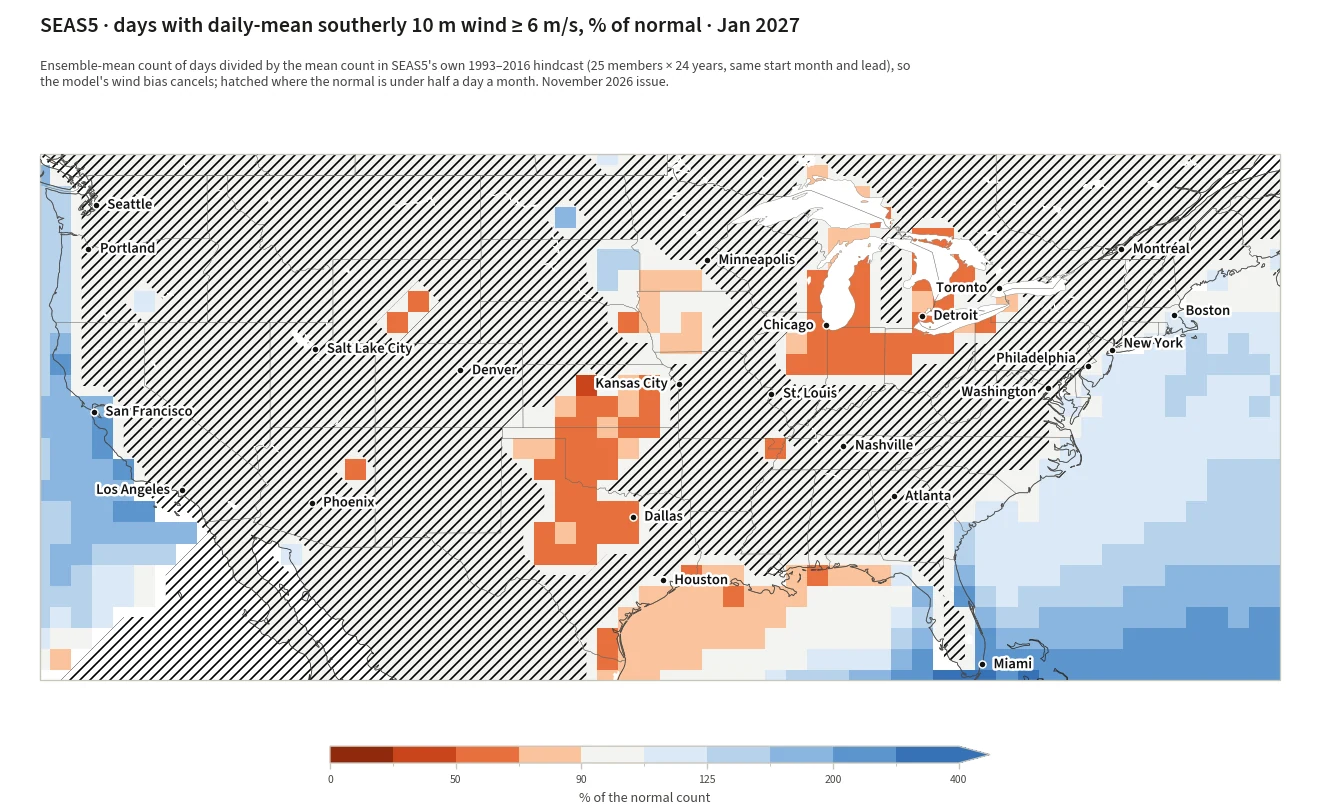 SEAS5 · days with daily-mean southerly 10 m wind ≥ 6 m/s, % of normal · Jan 2027
Ensemble-mean count of days divided by the mean count in SEAS5's own 1993–2016 hindcast (25 members × 24 years, same start month and lead), so
the model's wind bias cancels; hatched where the normal is under half a day a month. November 2026 issue.
Seattle
Portland
Montréal
Minneapolis
Toronto
Boston
Detroit
Chicago
New York
Salt Lake City
Philadelphia
Denver
Kansas City
St. Louis
Washington
San Francisco
Nashville
Los Angeles
Phoenix
Atlanta
Dallas
Houston
Miami
0 50 90 125 200 400
% of the normal count